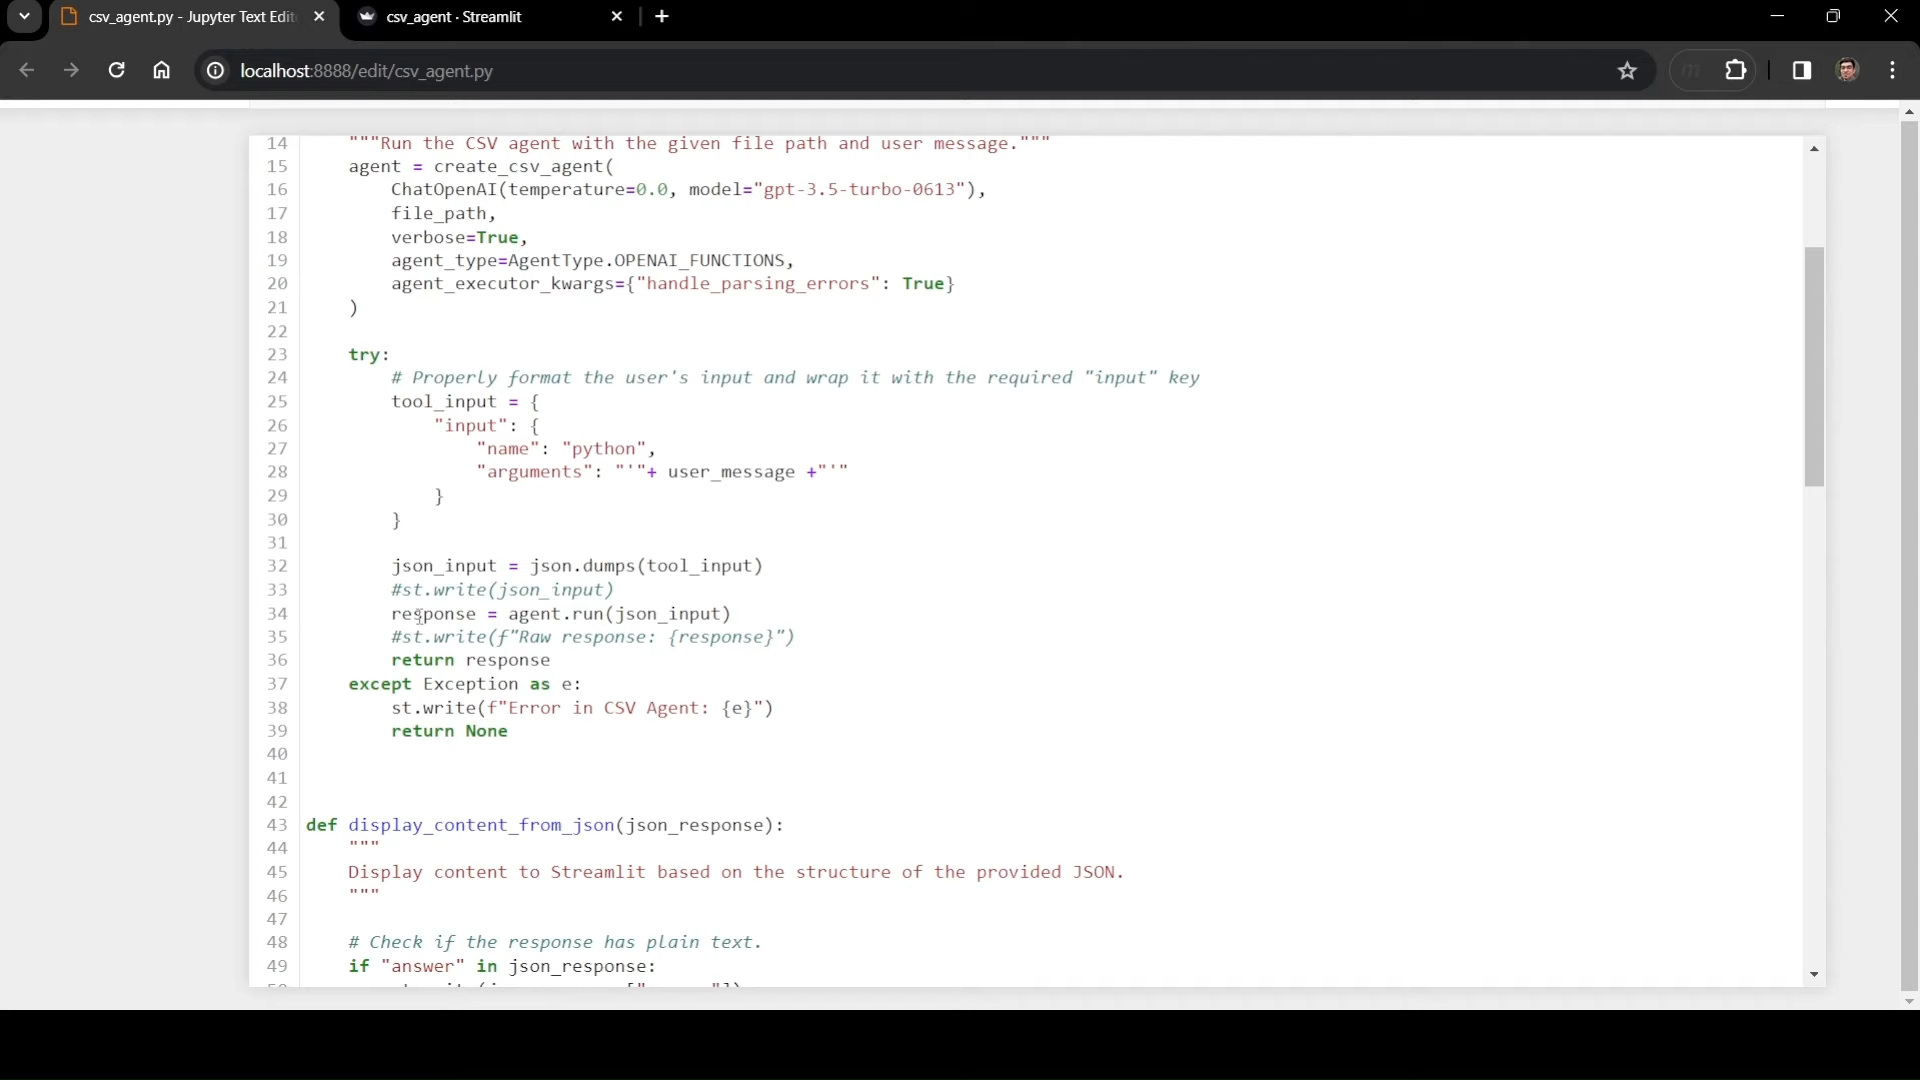 csv_agent.py - Jupyter Text Edit
csv_agent · Streamlit
localhost:8888/edit/csv_agent.py
14 """Run the CSV agent with the given file path and user message."""
15 agent = create_csv_agent(
16 ChatOpenAI(temperature=0.0, model="gpt-3.5-turbo-0613"),
17 file_path,
18 verbose=True,
19 agent_type=AgentType.OPENAI_FUNCTIONS,
20 agent_executor_kwargs={"handle_parsing_errors": True}
21 )
22
23 try:
24 # Properly format the user's input and wrap it with the required "input" key
25 tool_input = {
26 "input": {
27 "name": "python",
28 "arguments": "'"+ user_message +"'"
29 }
30 }
31
32 json_input = json.dumps(tool_input)
33 #st.write(json_input)
34 response = agent.run(json_input)
35 #st.write(f"Raw response: {response}")
36 return response
37 except Exception as e:
38 st.write(f"Error in CSV Agent: {e}")
39 return None
40
41
42
43 def display_content_from_json(json_response):
44 """
45 Display content to Streamlit based on the structure of the provided JSON.
46 """
47
48 # Check if the response has plain text.
49 if "answer" in json_response: